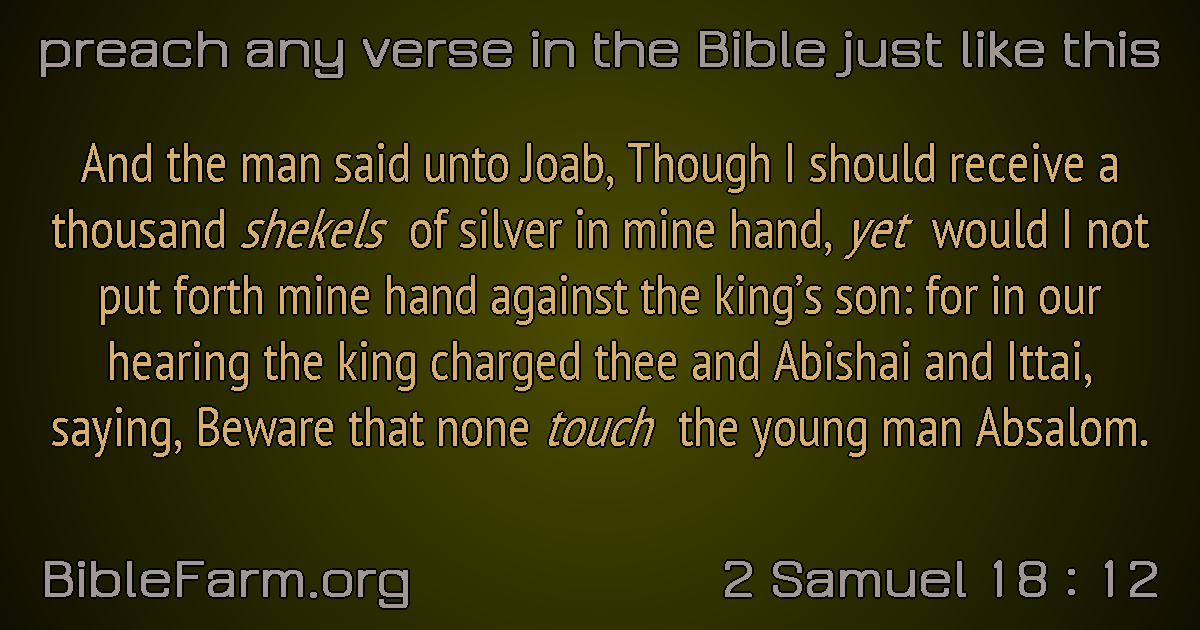 preach any verse in the Bible just like this
And the man said unto Joab, Though I should receive a
thousand shekels of silver in mine hand, yet would I not
put forth mine hand against the king’s son: for in our
hearing the king charged thee and Abishai and Ittai,
saying, Beware that none touch the young man Absalom.
BibleFarm.org
2 Samuel 18 : 12